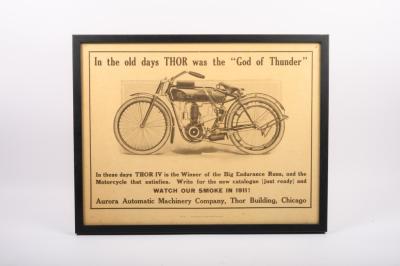 In the old days THOR was the "God of Thunder"
In these days THOR IV is the Winner of the Big Endurance Runs, and the
Motorcycle that satisfies. Write for the new catalogue (just ready) and
WATCH OUR SMOKE IN 1911!
Aurora Automatic Machinery Company, Thor Building, Chicago